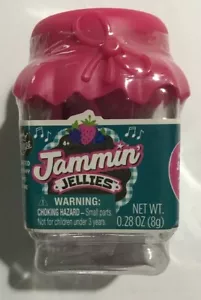 Jammin'
JELLIES
WARNING:
CHOKING HAZARD – Small parts.
Not for children under 3 years.
NET WT.
0.28 OZ (8g)